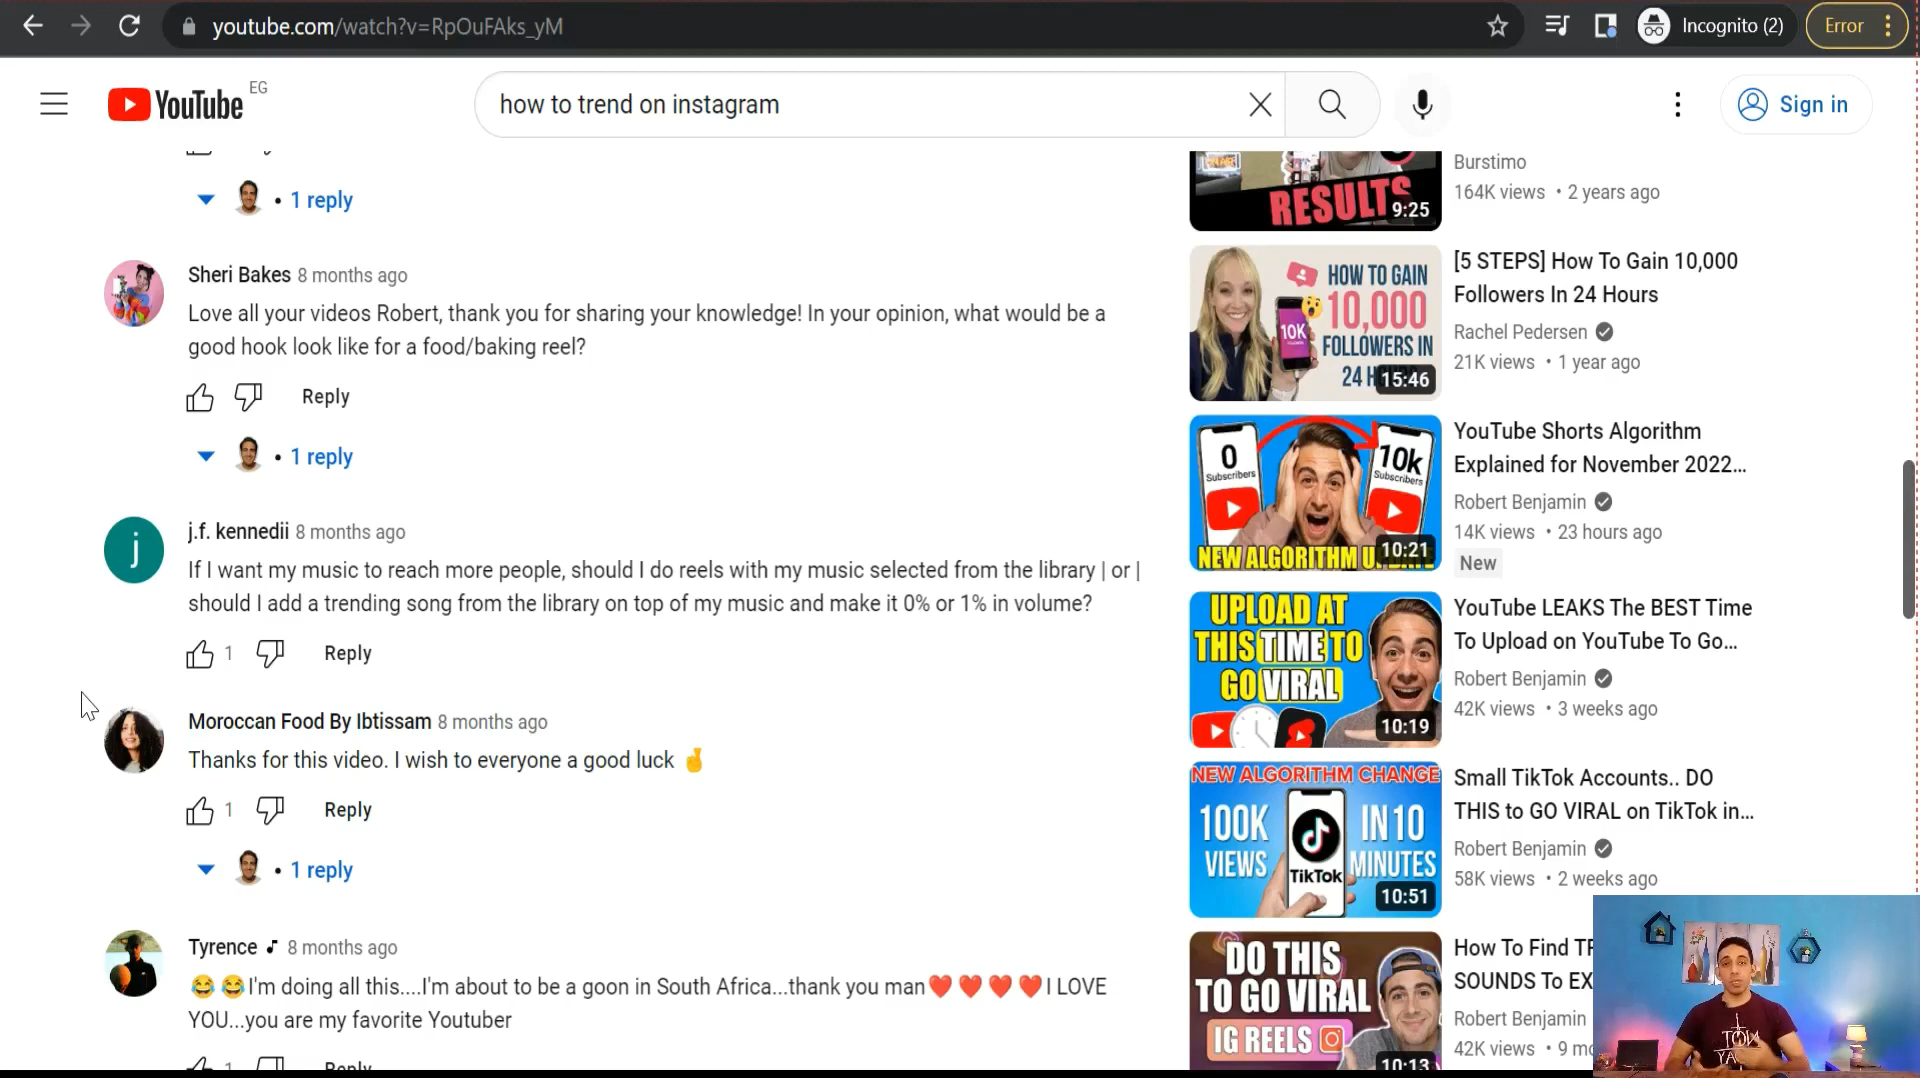 youtube.com/watch?v=RpOuFAks_yM
Incognito (2)
Error
YouTube
EG
how to trend on instagram
Sign in
1 reply
Sheri Bakes 8 months ago
Love all your videos Robert, thank you for sharing your knowledge! In your opinion, what would be a
good hook look like for a food/baking reel?
Reply
1 reply
j
j.f. kennedii 8 months ago
If I want my music to reach more people, should I do reels with my music selected from the library | or |
should I add a trending song from the library on top of my music and make it 0% or 1% in volume?
1 Reply
Moroccan Food By Ibtissam 8 months ago
Thanks for this video. I wish to everyone a good luck 🤞
1 Reply
1 reply
Tyrence 🎵 8 months ago
😂😂I'm doing all this....I'm about to be a goon in South Africa...thank you man❤️❤️❤️❤️I LOVE
YOU...you are my favorite Youtuber
1 Reply
RESULTS
9:25
Burstimo
164K views • 2 years ago
HOW TO GAIN
10,000
10K
FOLLOWERS IN
15:46
[5 STEPS] How To Gain 10,000
Followers In 24 Hours
Rachel Pedersen
21K views • 1 year ago
0
Subscribers
10k
Subscribers
NEW ALGORITHM
10:21
YouTube Shorts Algorithm
Explained for November 2022...
Robert Benjamin
14K views • 23 hours ago
New
UPLOAD AT
THIS TIME TO
GO VIRAL
10:19
YouTube LEAKS The BEST Time
To Upload on YouTube To Go...
Robert Benjamin
42K views • 3 weeks ago
NEW ALGORITHM CHANGE
100K IN 10
VIEWS MINUTES
TikTok
10:51
Small TikTok Accounts.. DO
THIS to GO VIRAL on TikTok in...
Robert Benjamin
58K views • 2 weeks ago
DO THIS
TO GO VIRAL
IG REELS
10:13
How To Find
SOUNDS To
Robert Benjamin
42K views • 9